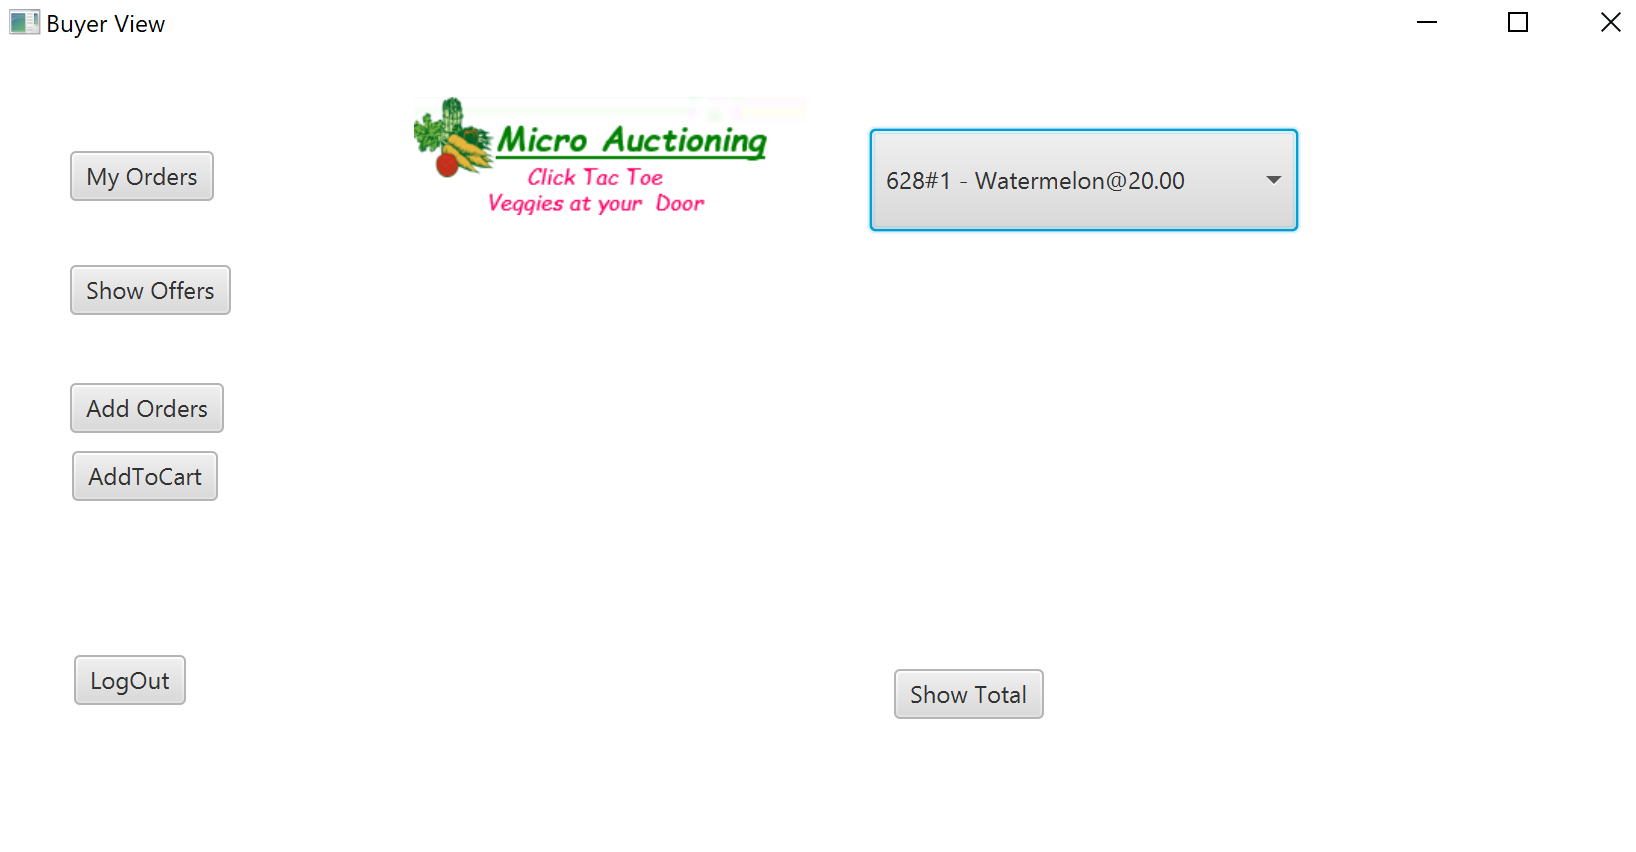 Buyer View
Micro Auctioning
Click Tac Toe
Veggies at your Door
628#1 - Watermelon@20.00
My Orders
Show Offers
Add Orders
AddToCart
LogOut
Show Total